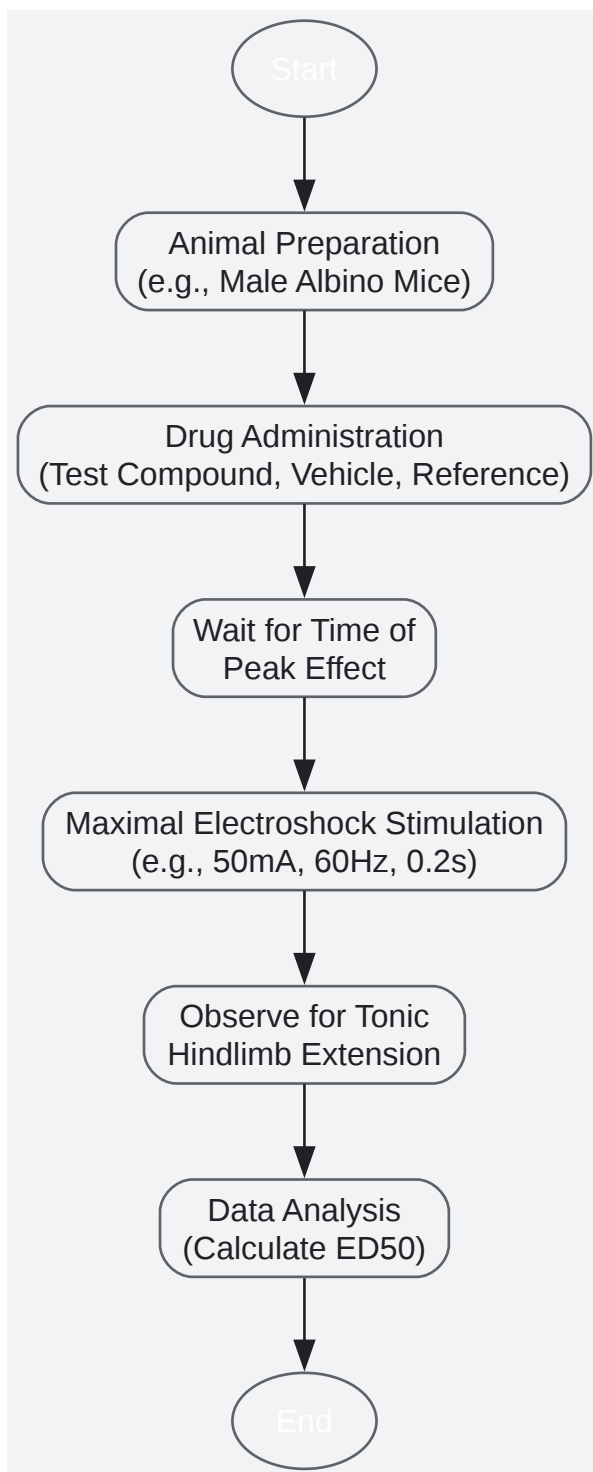 Start
Animal Preparation
(e.g., Male Albino Mice)
Drug Administration
(Test Compound, Vehicle, Reference)
Wait for Time of
Peak Effect
Maximal Electroshock Stimulation
(e.g., 50mA, 60Hz, 0.2s)
Observe for Tonic
Hindlimb Extension
Data Analysis
(Calculate ED50)
End